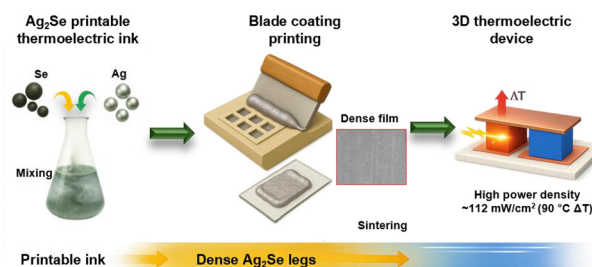 Ag₂Se printable
thermoelectric ink
Se
Ag
Mixing
Blade coating
printing
Dense film
Sintering
3D thermoelectric
device
ΔT
High power density
~112 mW/cm² (90 °C ΔT)
Printable ink
Dense Ag₂Se legs